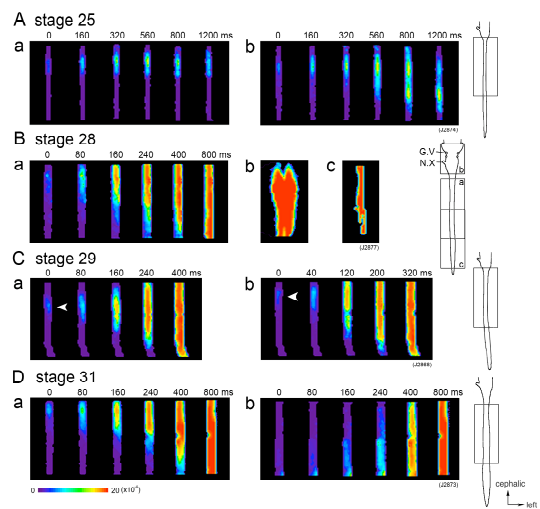 A stage 25
a 0 160 320 560 800 1200 ms
b 0 160 320 560 800 1200 ms
(J2874)
B stage 28
a 0 80 160 240 400 800 ms
b c
(J2877)
G.V
N.X
b
a
c
C stage 29
a 0 80 160 240 400 ms
b 0 40 120 200 320 ms
D stage 31
a 0 80 160 240 400 800 ms
b 0 80 160 240 400 800 ms
(J2873)
0 20 (x10⁻⁴)
cephalic
left